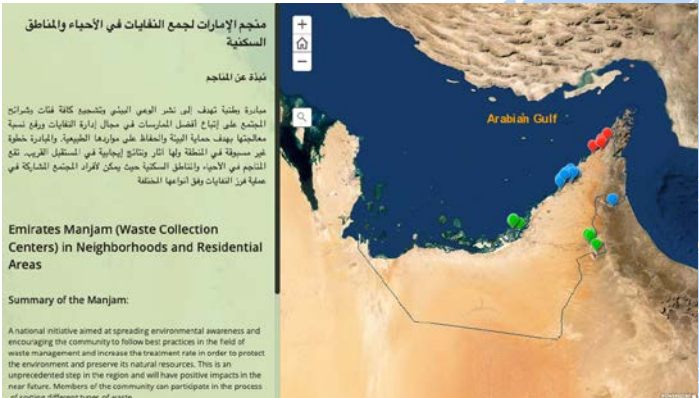 منجم الإمارات لجمع النفايات في الأحياء والمناطق
السكنية
نبذة عن المناجم
مبادرة وطنية تهدف إلى نشر الوعي البيئي وتشجيع كافة فئات وشرائح
المجتمع على إتباع أفضل الممارسات في مجال إدارة النفايات ورفع نسبة
معالجتها بهدف حماية البيئة والحفاظ على مواردها الطبيعية. والمبادرة خطوة
غير مسبوقة في المنطقة ولها آثار ونتائج إيجابية في المستقبل القريب. تقع
المناجم في الأحياء والمناطق السكنية حيث يمكن لأفراد المجتمع المشاركة في
عملية فرز النفايات وفق أنواعها المختلفة
Emirates Manjam (Waste Collection
Centers) in Neighborhoods and Residential
Areas
Summary of the Manjam:
A national initiative aimed at spreading environmental awareness and
encouraging the community to follow best practices in the field of
waste management and increase the treatment rate in order to protect
the environment and preserve its natural resources. This is an
unprecedented step in the region and will have positive impacts in the
near future. Members of the community can participate in the process
of sorting different types of waste
Arabian Gulf